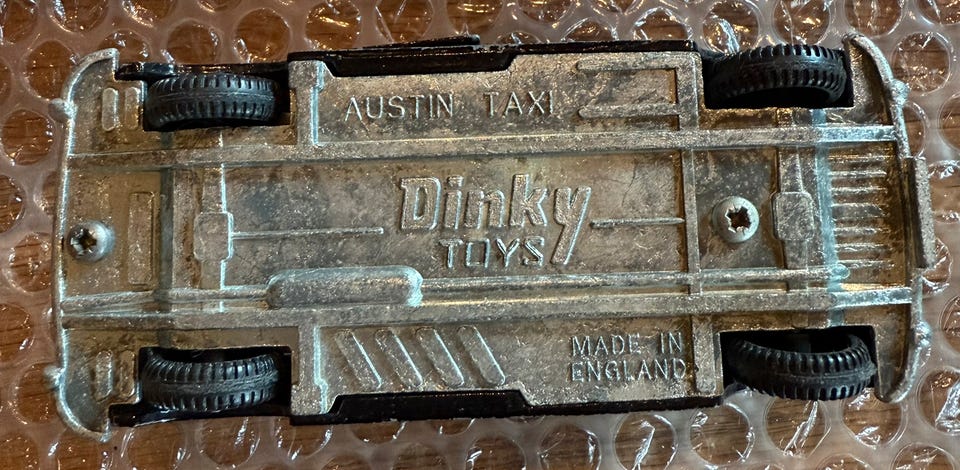 AUSTIN TAXI
Dinky
TOYS
MADE IN
ENGLAND